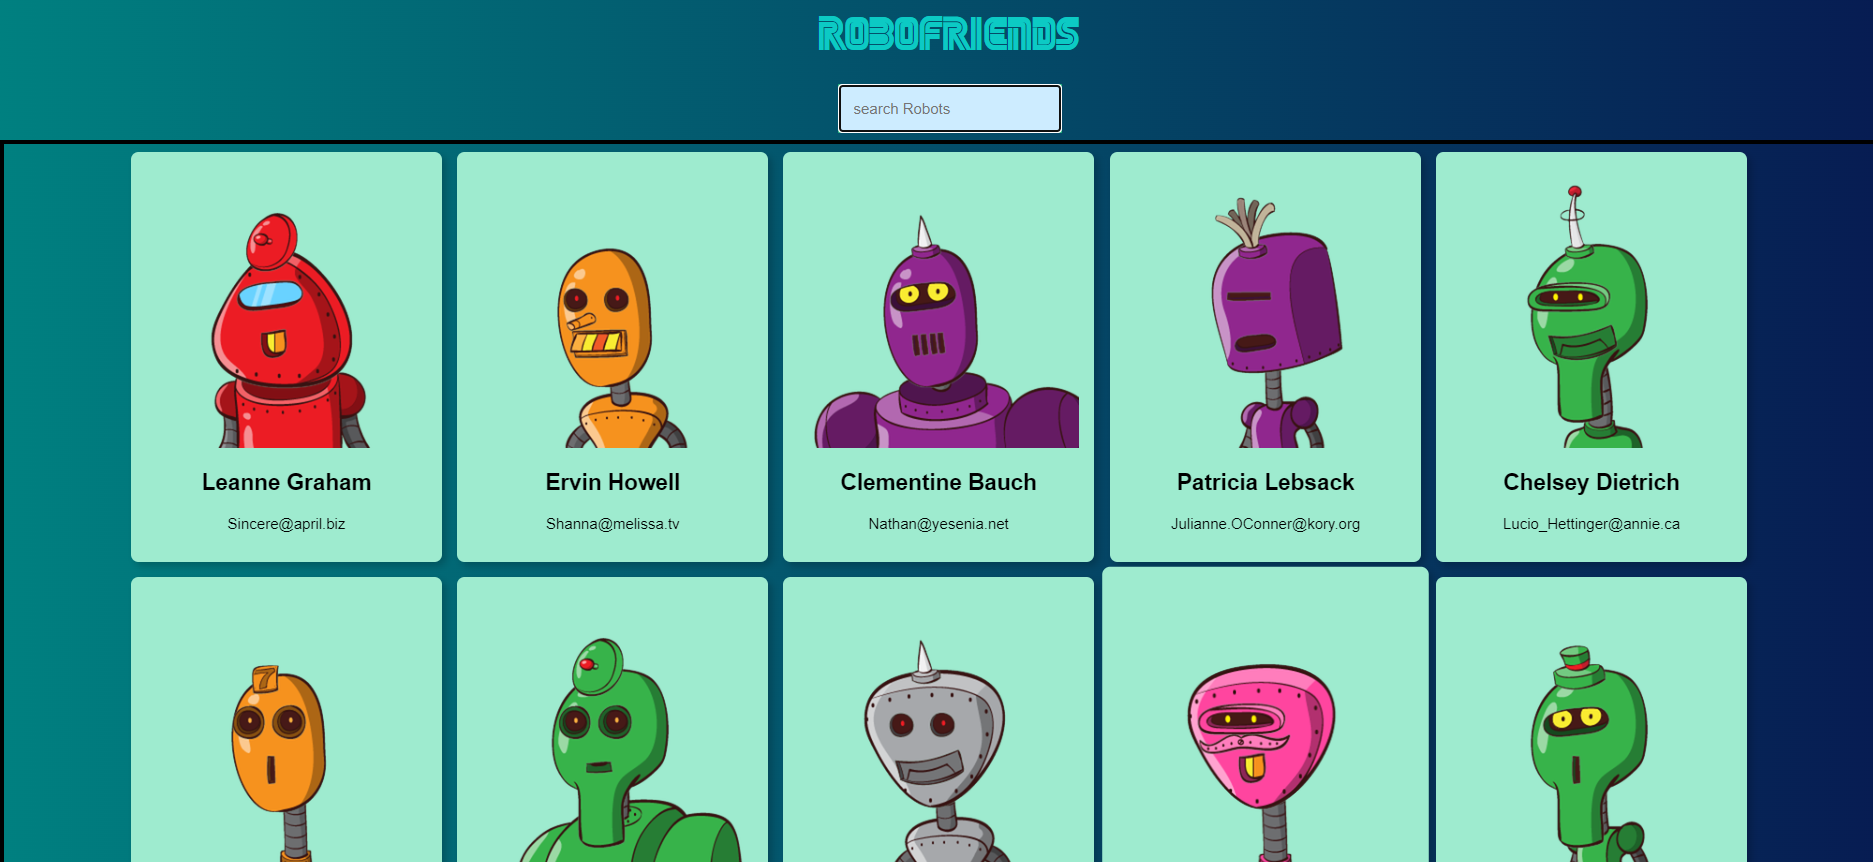 ROBOFRIENDS
search Robots
Leanne Graham
Ervin Howell
Clementine Bauch
Patricia Lebsack
Chelsey Dietrich
Sincere@april.biz
Shanna@melissa.tv
Nathan@yesenia.net
Julianne.OConner@kory.org
Lucio_Hettinger@annie.ca
7